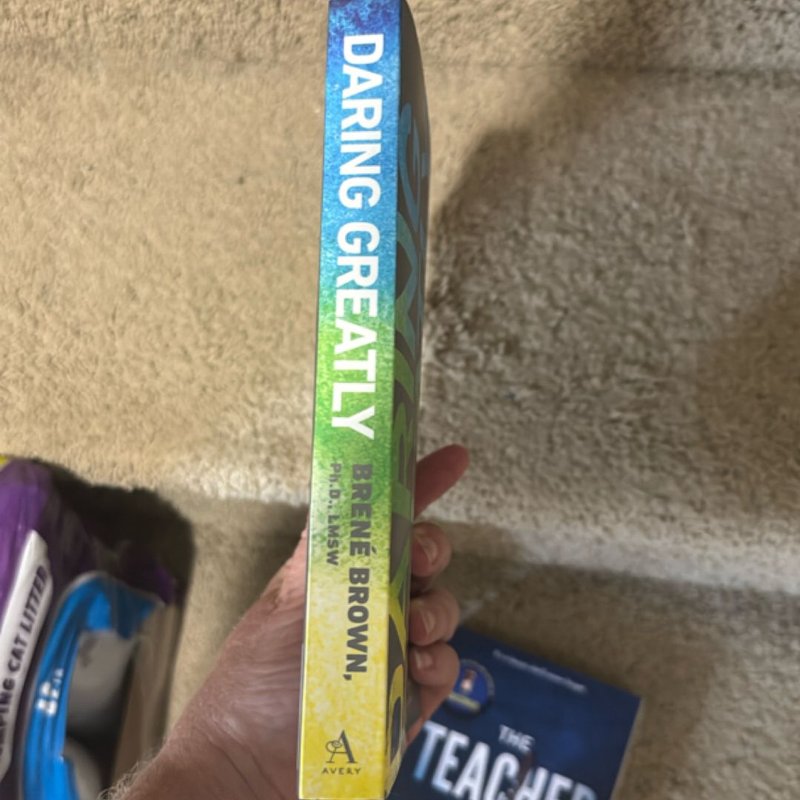 DARING GREATLY
BRENÉ BROWN,
Ph.D., LMSW
AVERY
THE
TEACHER
CAT LITTER